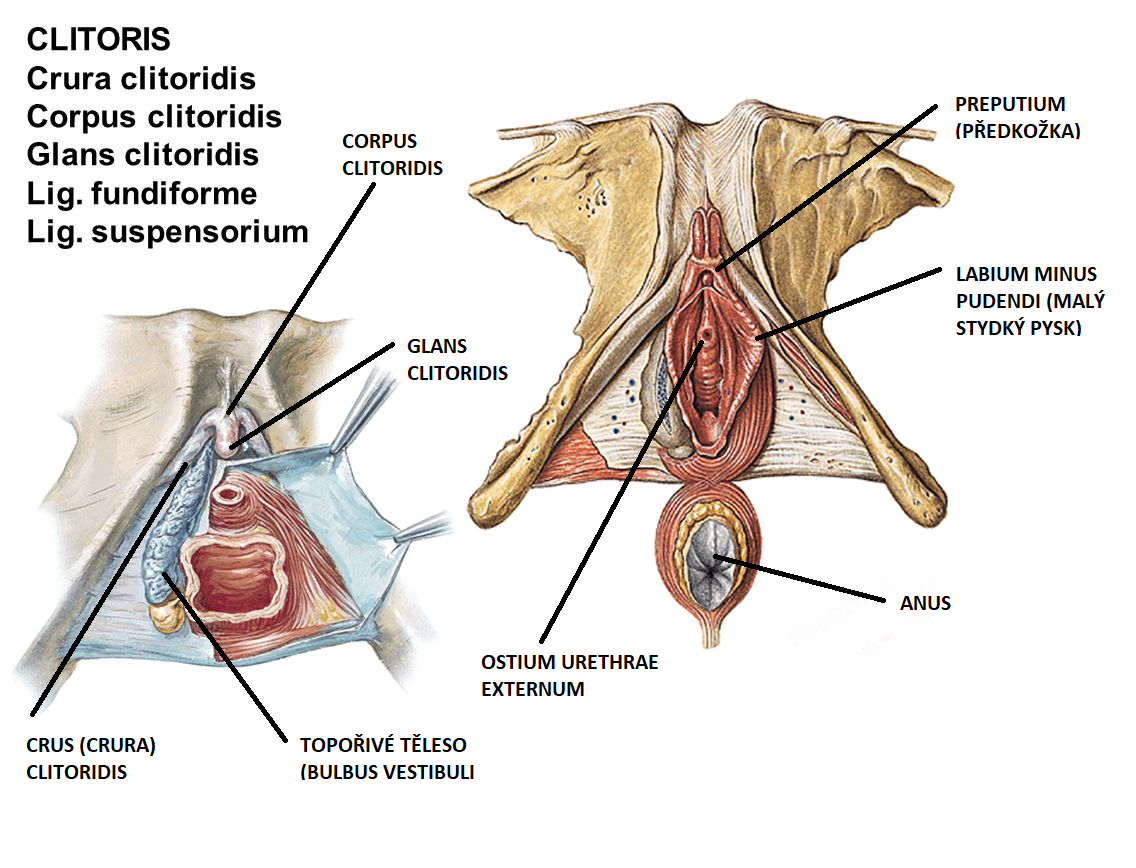 CLITORIS
Crura clitoridis
Corpus clitoridis
Glans clitoridis
Lig. fundiforme
Lig. suspensorium
CORPUS
CLITORIDIS
GLANS
CLITORIDIS
CRUS (CRURA)
CLITORIDIS
TOPOŘIVÉ TĚLESO
(BULBUS VESTIBULI
PREPUTIUM
(PŘEDKOŽKA)
LABIUM MINUS
PUDENDI (MALÝ
STYDKÝ PYSK)
ANUS
OSTIUM URETHRAE
EXTERNUM